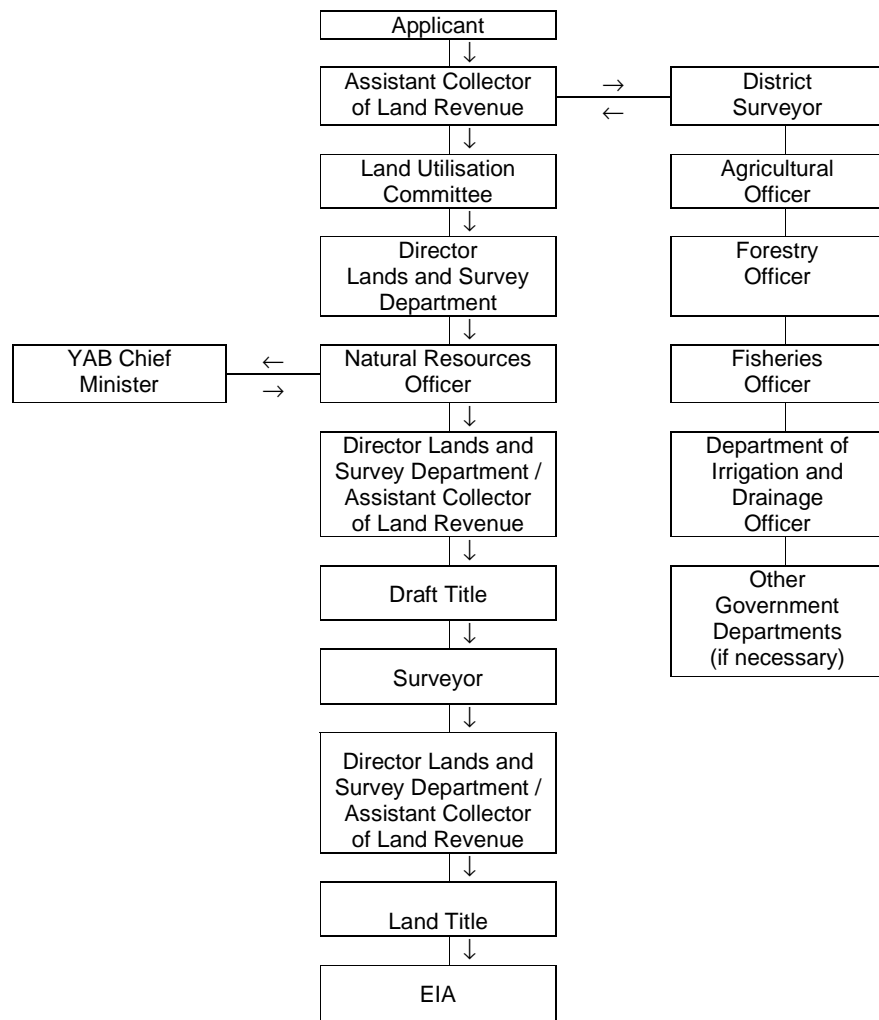 Applicant
↓
Assistant Collector
of Land Revenue
→
←
District
Surveyor
↓
Land Utilisation
Committee
Agricultural
Officer
↓
Director
Lands and Survey
Department
Forestry
Officer
↓
YAB Chief
Minister
←
→
Natural Resources
Officer
Fisheries
Officer
↓
Director Lands and
Survey Department /
Assistant Collector
of Land Revenue
Department of
Irrigation and
Drainage
Officer
↓
Draft Title
Other
Government
Departments
(if necessary)
↓
Surveyor
↓
Director Lands and
Survey Department /
Assistant Collector
of Land Revenue
↓
Land Title
↓
EIA